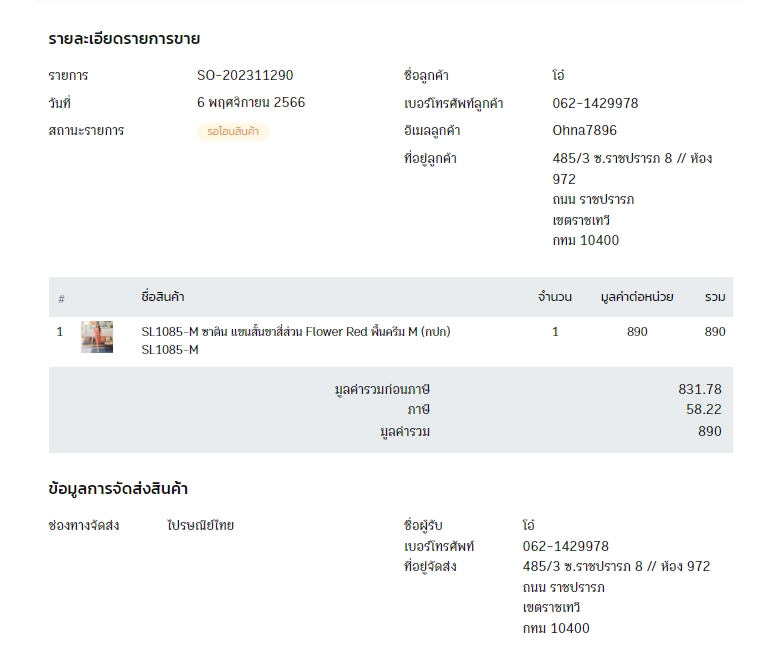 รายละเอียดรายการขาย
รายการ SO-202311290
วันที่ 6 พฤศจิกายน 2566
สถานะรายการ รอโอนสินค้า
ชื่อลูกค้า โอ๋
เบอร์โทรศัพท์ลูกค้า 062-1429978
อีเมลลูกค้า Ohna7896
ที่อยู่ลูกค้า 485/3 ซ.ราชปรารภ 8 // ห้อง
972
ถนน ราชปรารภ
เขตราชเทวี
กทม 10400
# ชื่อสินค้า จำนวน มูลค่าต่อหน่วย รวม
1 SL1085-M ซาติน แขนสั้นขาสี่ส่วน Flower Red พื้นครีม M (กปก) 1 890 890
SL1085-M
มูลค่ารวมก่อนภาษี 831.78
ภาษี 58.22
มูลค่ารวม 890
ข้อมูลการจัดส่งสินค้า
ช่องทางจัดส่ง ไปรษณีย์ไทย
ชื่อผู้รับ โอ๋
เบอร์โทรศัพท์ 062-1429978
ที่อยู่จัดส่ง 485/3 ซ.ราชปรารภ 8 // ห้อง 972
ถนน ราชปรารภ
เขตราชเทวี
กทม 10400